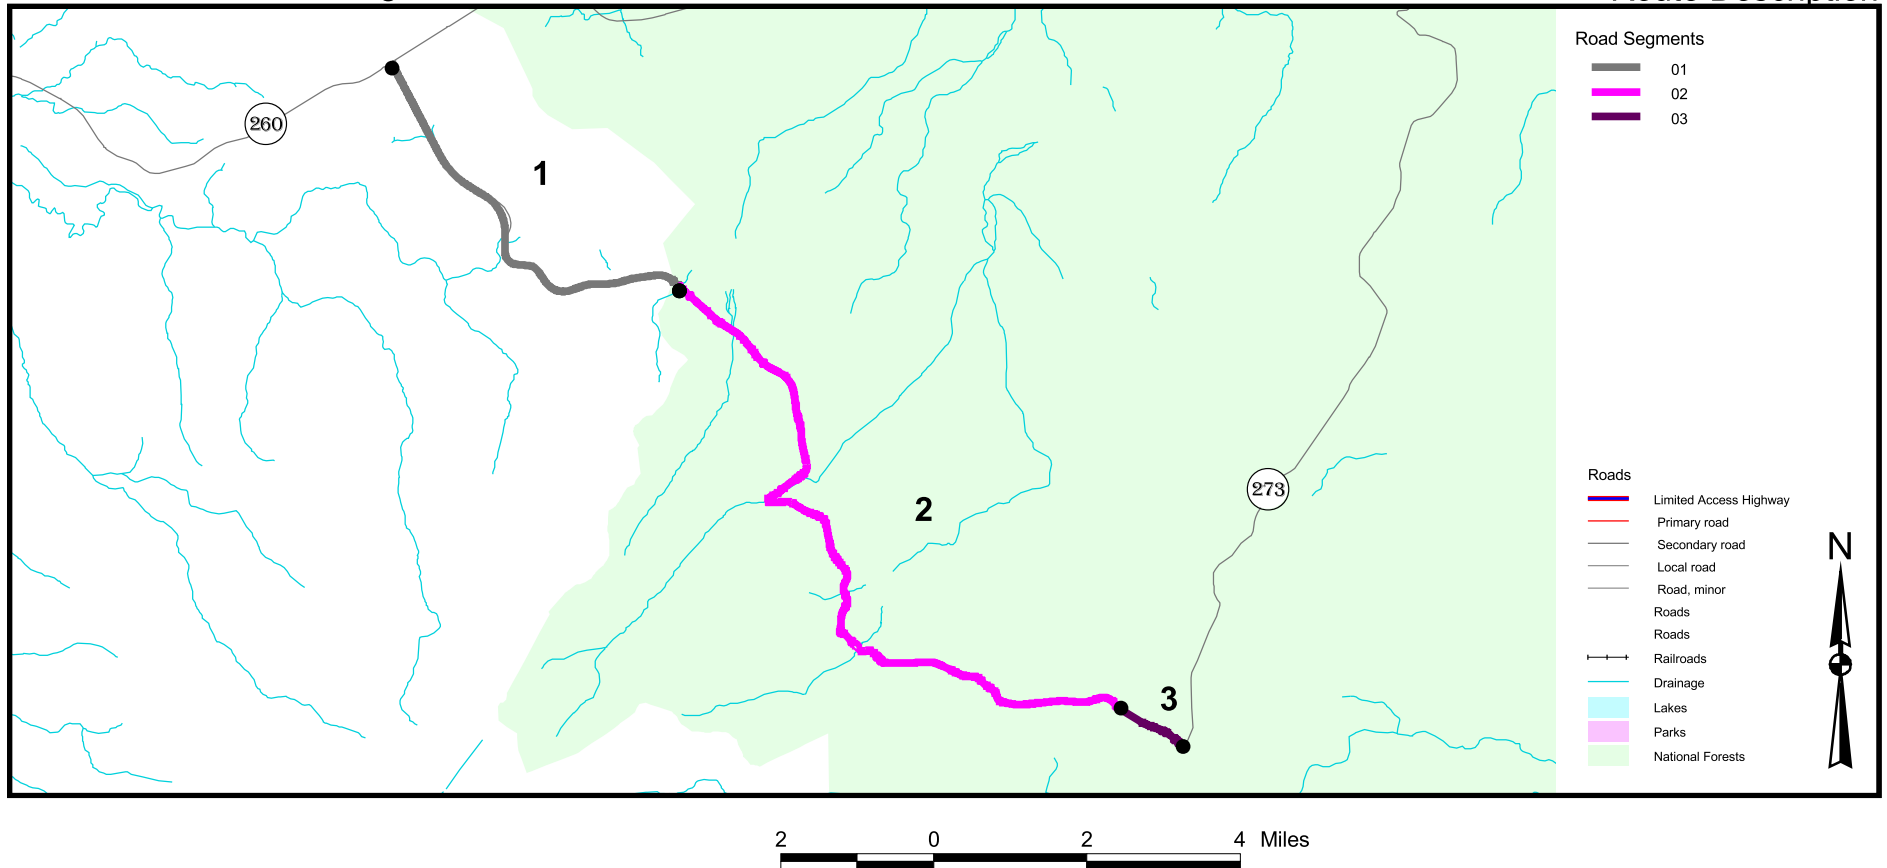 Road Segments
01
02
03
260
1
2
273
3
Roads
Limited Access Highway
Primary road
Secondary road
Local road
Road, minor
Roads
Roads
Railroads
Drainage
Lakes
Parks
National Forests
N
2 0 2 4 Miles